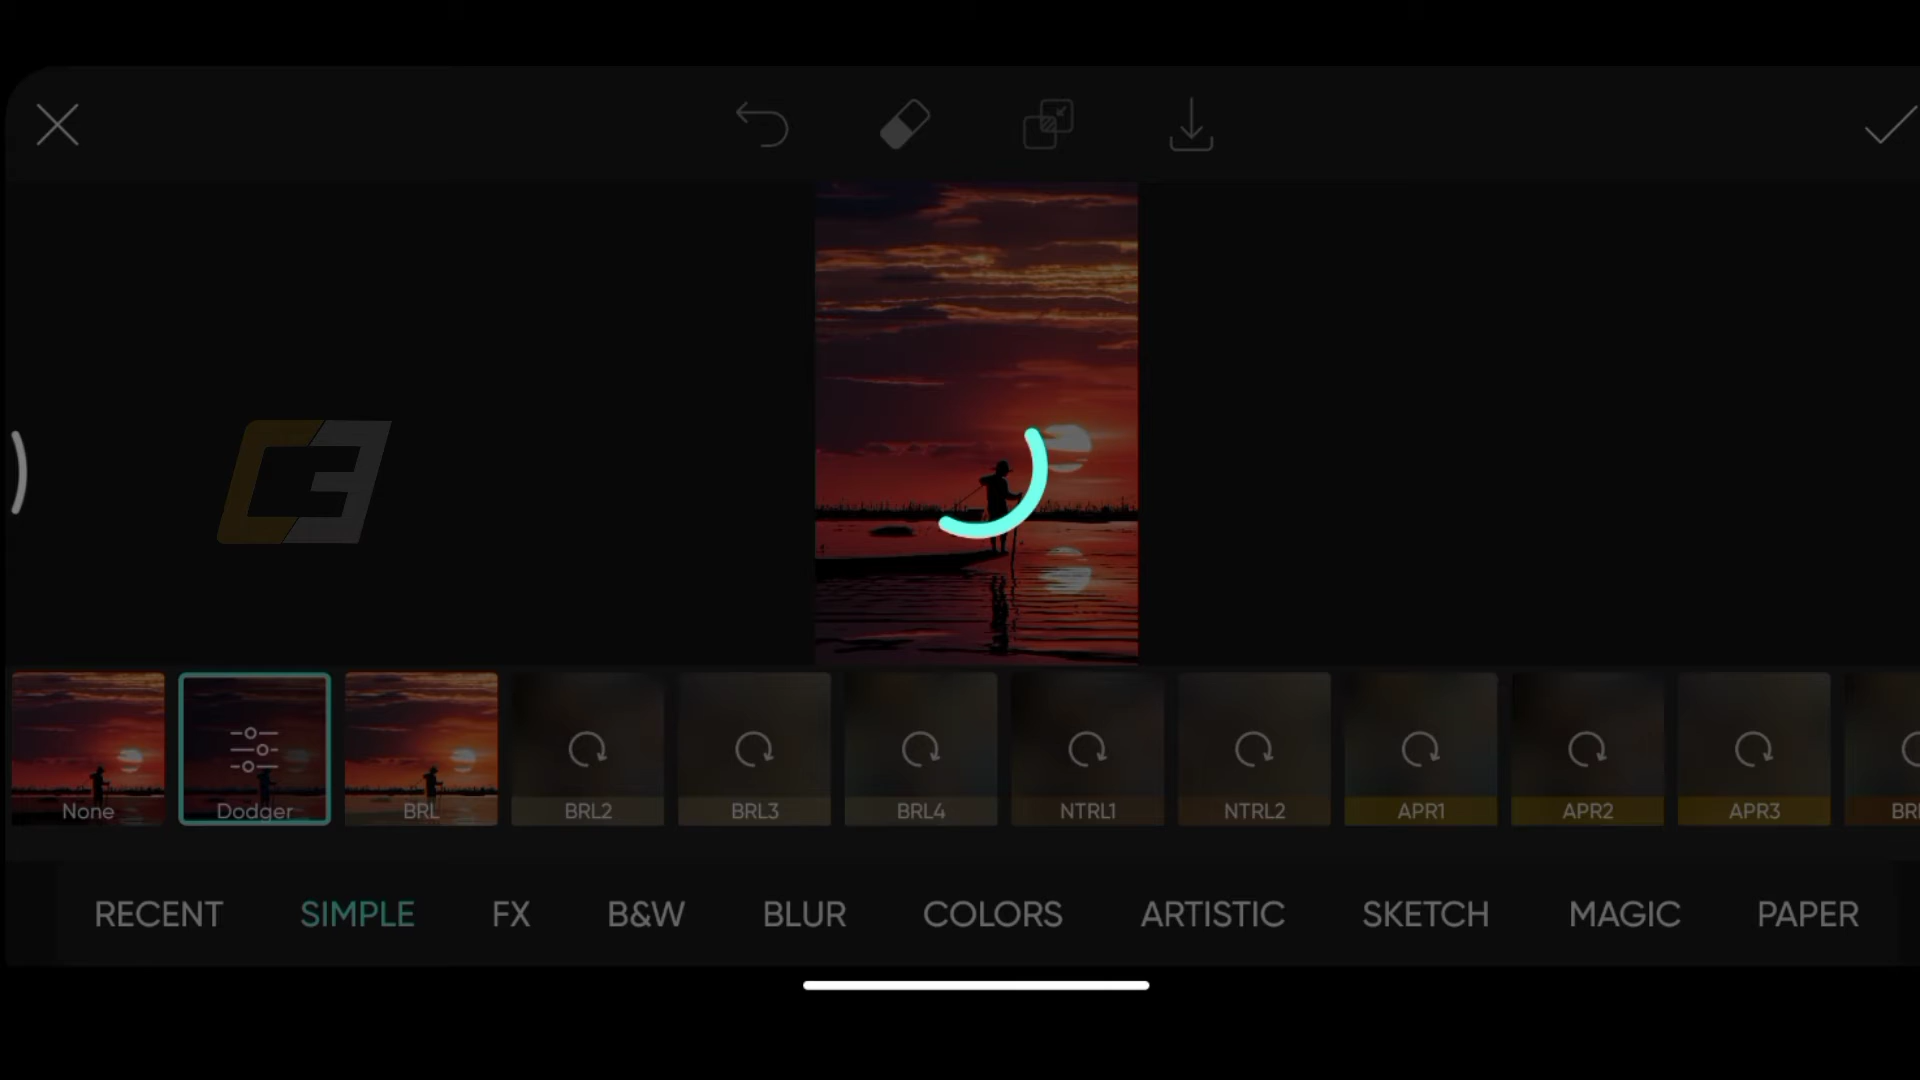 C3
None
Dodger
BRL
BRL2
BRL3
BRL4
NTRL1
NTRL2
APR1
APR2
APR3
RECENT
SIMPLE
FX
B&W
BLUR
COLORS
ARTISTIC
SKETCH
MAGIC
PAPER